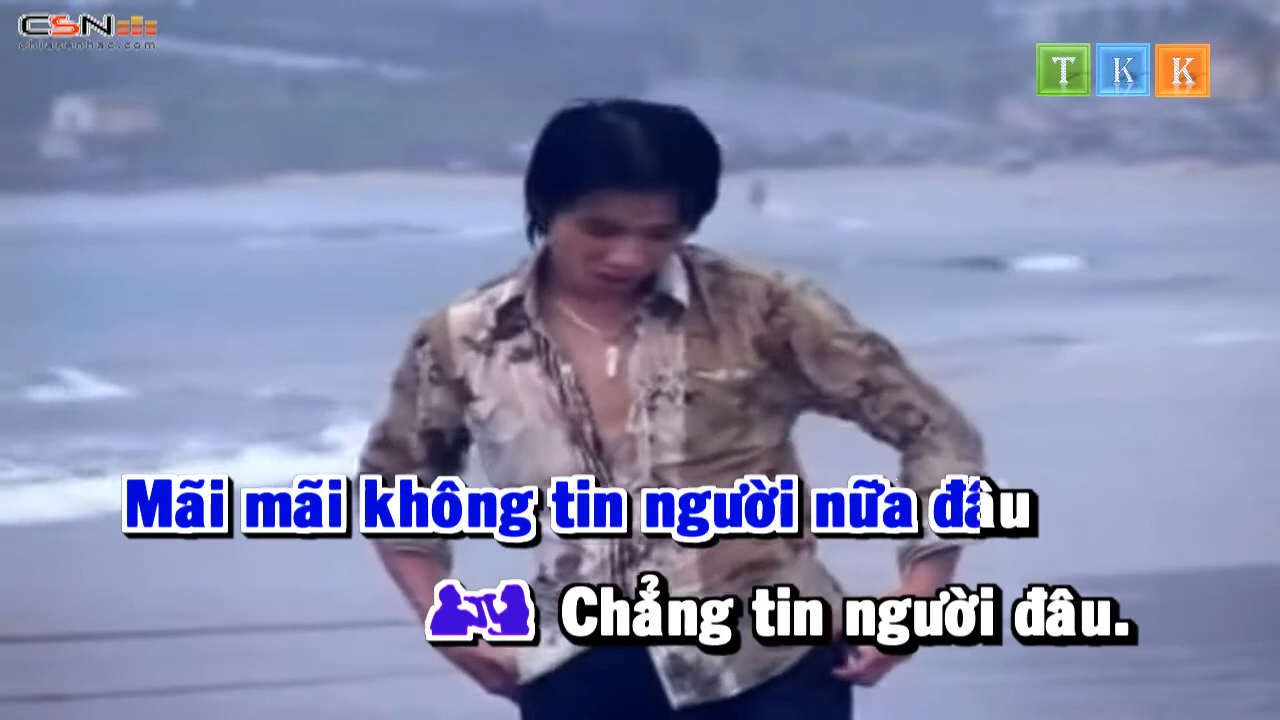 CSN
chiasenhac.com
T K K
Mãi mãi không tin người nữa đâu
Chẳng tin người đâu.